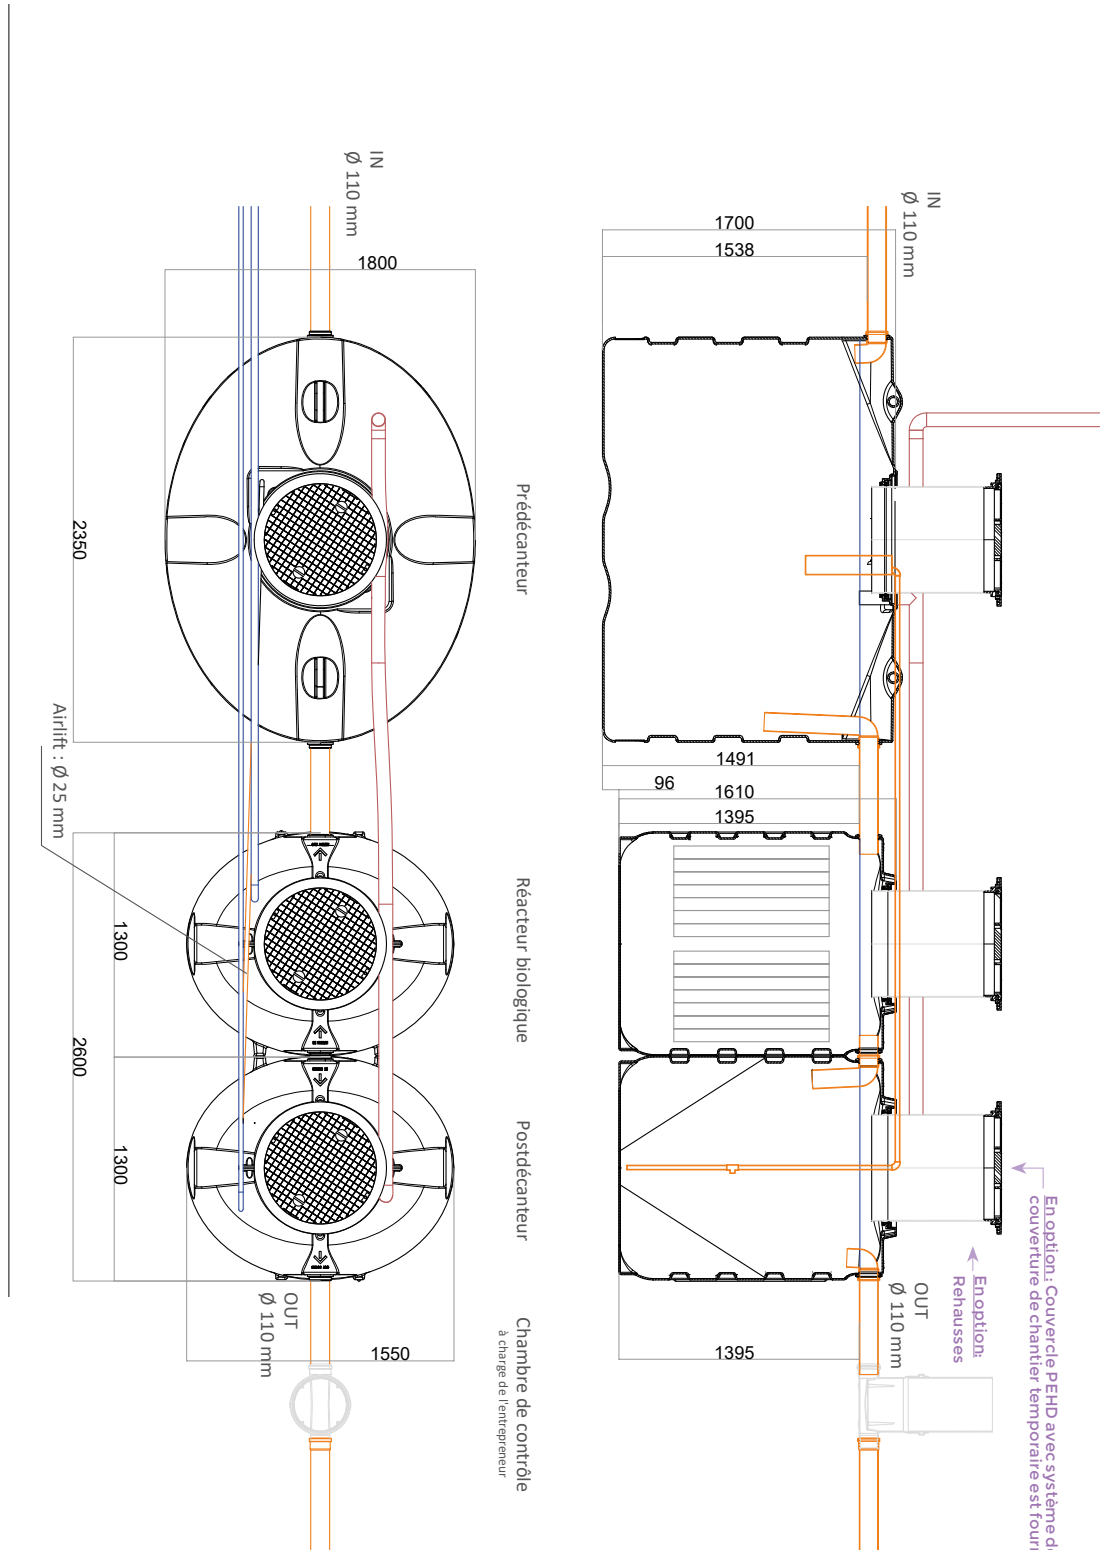 IN
Ø 110 mm
IN
Ø 110 mm
1700
1538
1800
2350
Prédécanteur
1491
96
1610
1395
Airlift : Ø 25 mm
1300
2600
1300
Réacteur biologique
Postdécanteur
En option : Couvercle PEHD avec système d
couverture de chantier temporaire est four
En option:
Rehausses
OUT
Ø 110 mm
OUT
Ø 110 mm
1550
1395
Chambre de contrôle
à charge de l'entrepreneur